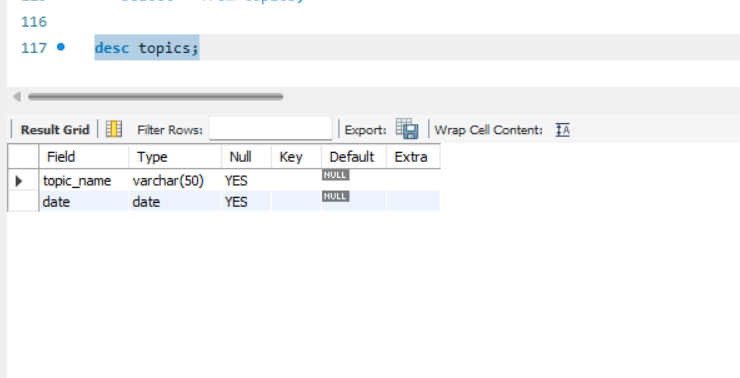 116
117 desc topics;
Result Grid Filter Rows: Export: Wrap Cell Content: IA
Field Type Null Key Default Extra
topic_name varchar(50) YES NULL
date date YES NULL